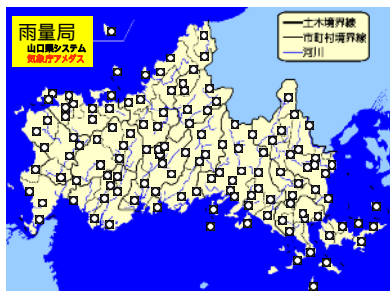 雨量局
山口県システム
気象庁アメダス
土木境界線
市町村境界線
河川